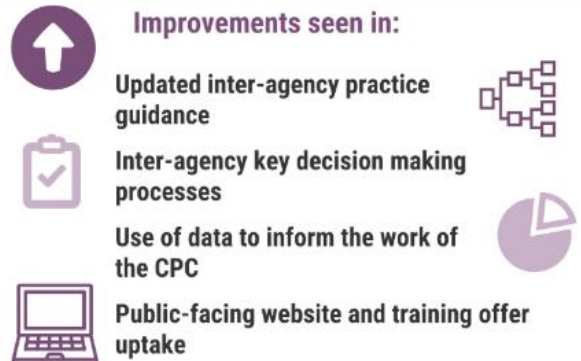 Improvements seen in:
Updated inter-agency practice
guidance
Inter-agency key decision making
processes
Use of data to inform the work of
the CPC
Public-facing website and training offer
uptake